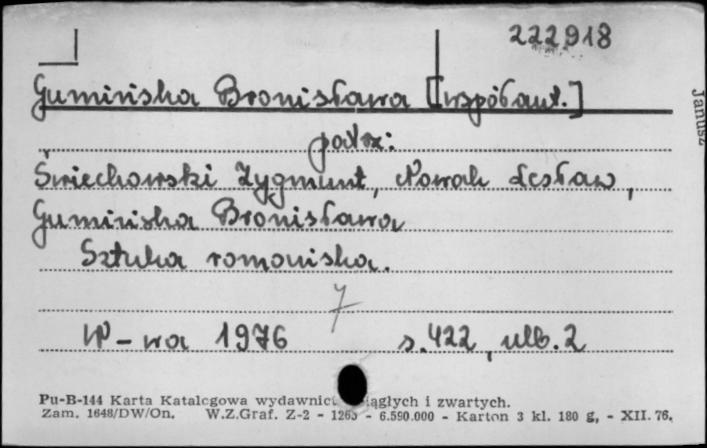 222918
Gumińska Bronisława [współaut.]
patrz:
Świechowski Zygmunt, Nowak Lesław,
Gumińska Bronisława
Sztuka romańska.
7
W-wa 1976 s. 422, ulb. 2
Pu-B-144 Karta Katalogowa wydawnict ciągłych i zwartych.
Zam. 1648/DW/On. W.Z.Graf. Z-2 - 1265 - 6.590.000 - Karton 3 kl. 180 g, - XII. 76.
Janusz